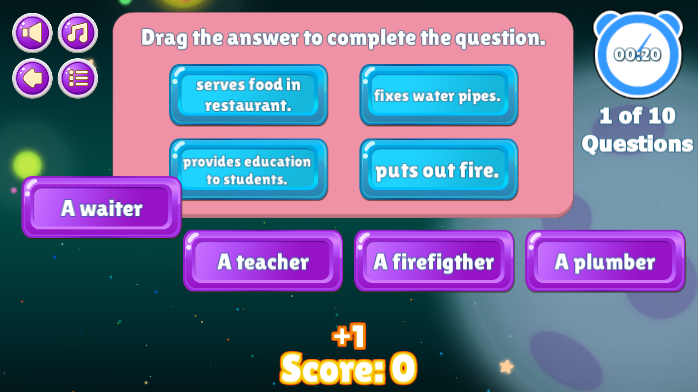 Drag the answer to complete the question.
00:20
serves food in
restaurant.
fixes water pipes.
1 of 10
Questions
provides education
to students.
puts out fire.
A waiter
A teacher
A firefigther
A plumber
+1
Score: 0